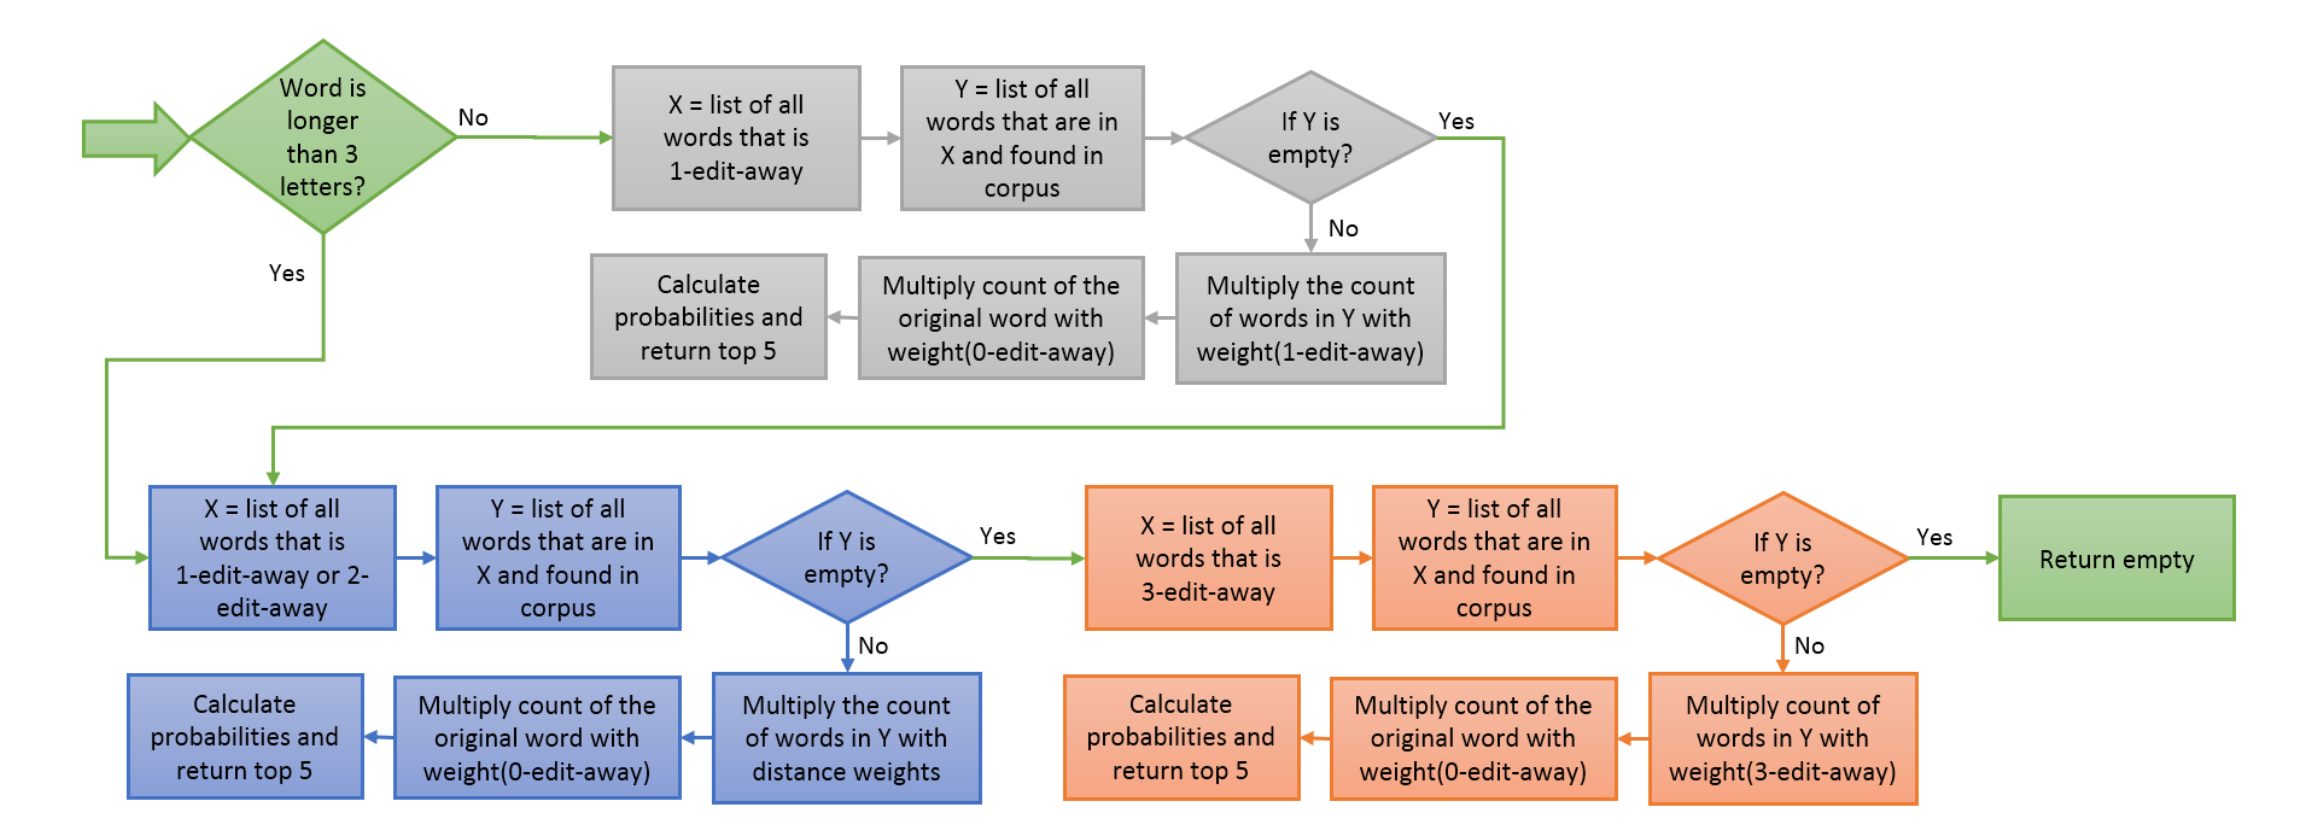 Word is
longer
than 3
letters?
No
X = list of all
words that is
1-edit-away
Y = list of all
words that are in
X and found in
corpus
If Y is
empty?
Yes
No
Yes
Calculate
probabilities and
return top 5
Multiply count of the
original word with
weight(0-edit-away)
Multiply the count
of words in Y with
weight(1-edit-away)
X = list of all
words that is
1-edit-away or 2-
edit-away
Y = list of all
words that are in
X and found in
corpus
If Y is
empty?
Yes
X = list of all
words that is
3-edit-away
Y = list of all
words that are in
X and found in
corpus
If Y is
empty?
Yes
Return empty
No
No
Calculate
probabilities and
return top 5
Multiply count of the
original word with
weight(0-edit-away)
Multiply the count
of words in Y with
distance weights
Calculate
probabilities and
return top 5
Multiply count of the
original word with
weight(0-edit-away)
Multiply count of
words in Y with
weight(3-edit-away)